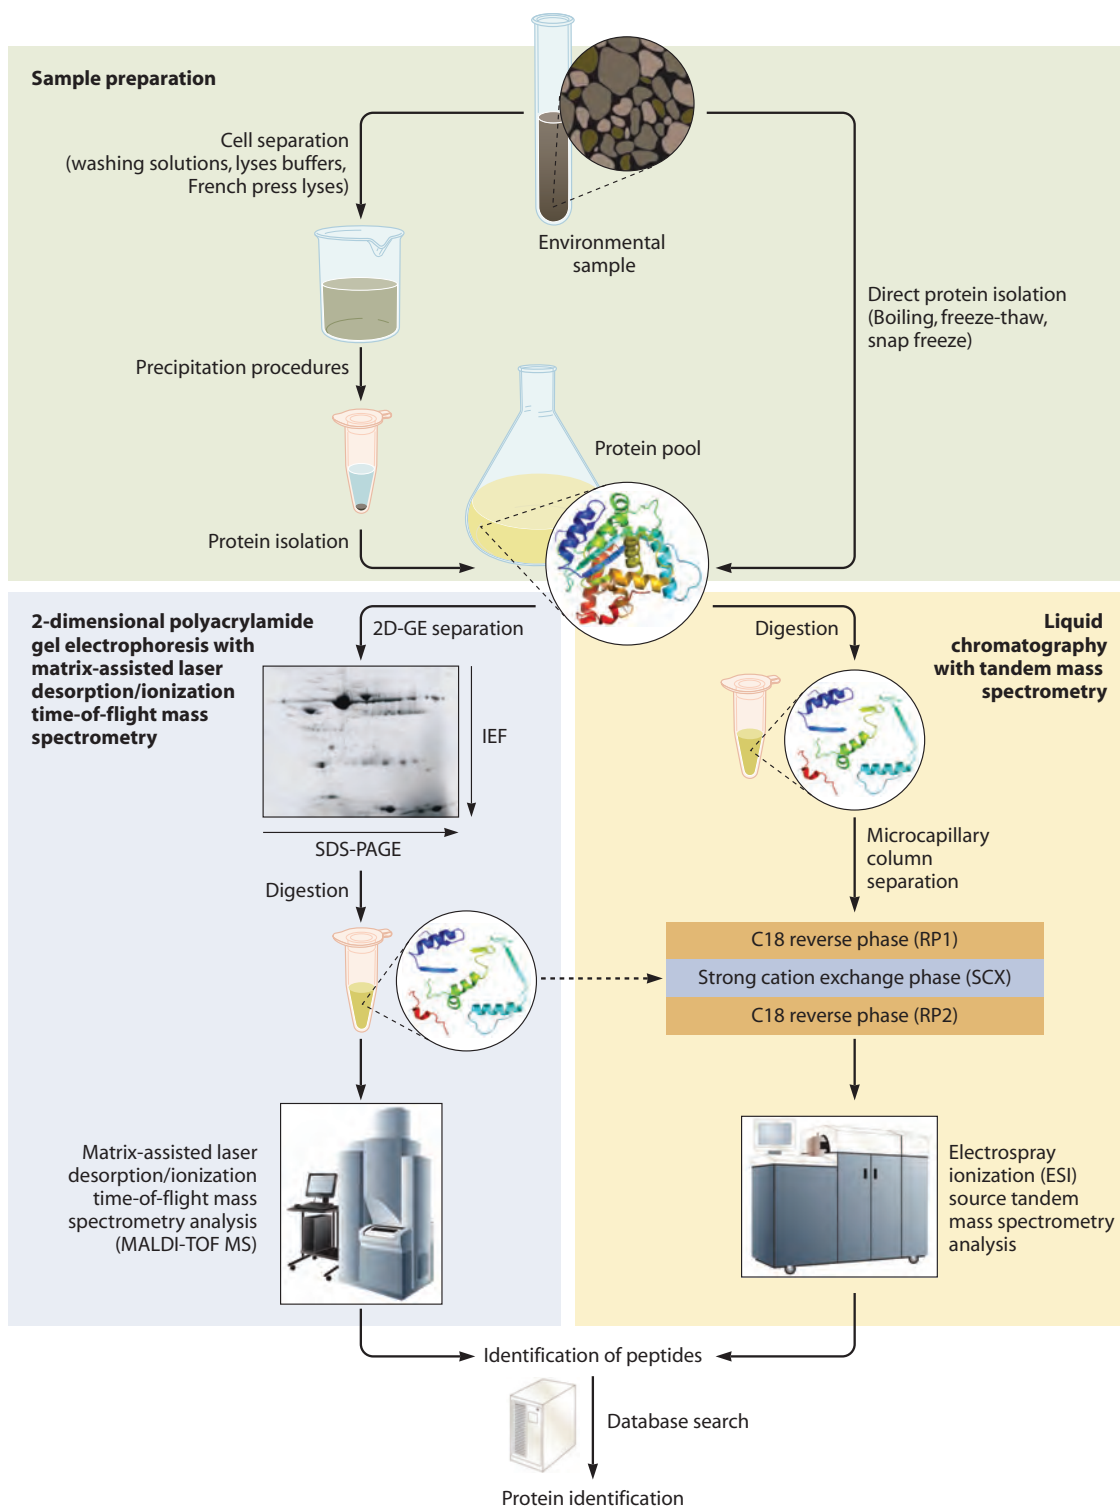 Sample preparation
Cell separation
(washing solutions, lyses buffers,
French press lyses)
Environmental
sample
Direct protein isolation
(Boiling, freeze-thaw,
snap freeze)
Precipitation procedures
Protein pool
Protein isolation
2-dimensional polyacrylamide
gel electrophoresis with
matrix-assisted laser
desorption/ionization
time-of-flight mass
spectrometry
2D-GE separation
IEF
SDS-PAGE
Digestion
Matrix-assisted laser
desorption/ionization
time-of-flight mass
spectrometry analysis
(MALDI-TOF MS)
Digestion
Liquid
chromatography
with tandem mass
spectrometry
Microcapillary
column
separation
C18 reverse phase (RP1)
Strong cation exchange phase (SCX)
C18 reverse phase (RP2)
Electrospray
ionization (ESI)
source tandem
mass spectrometry
analysis
Identification of peptides
Database search
Protein identification